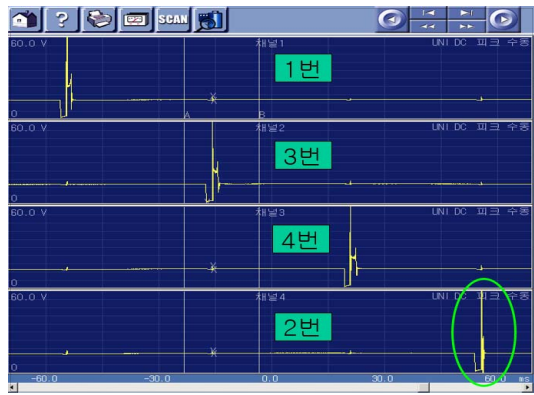 ? SCAN
60.0 V 채널1 UNI DC 피크 수동
1번
0 A B
60.0 V 채널2 UNI DC 피크 수동
3번
0
60.0 V 채널3 UNI DC 피크 수동
4번
0
60.0 V 채널4 UNI DC 피크 수동
2번
0
-60.0 -30.0 0.0 30.0 60.0 ms